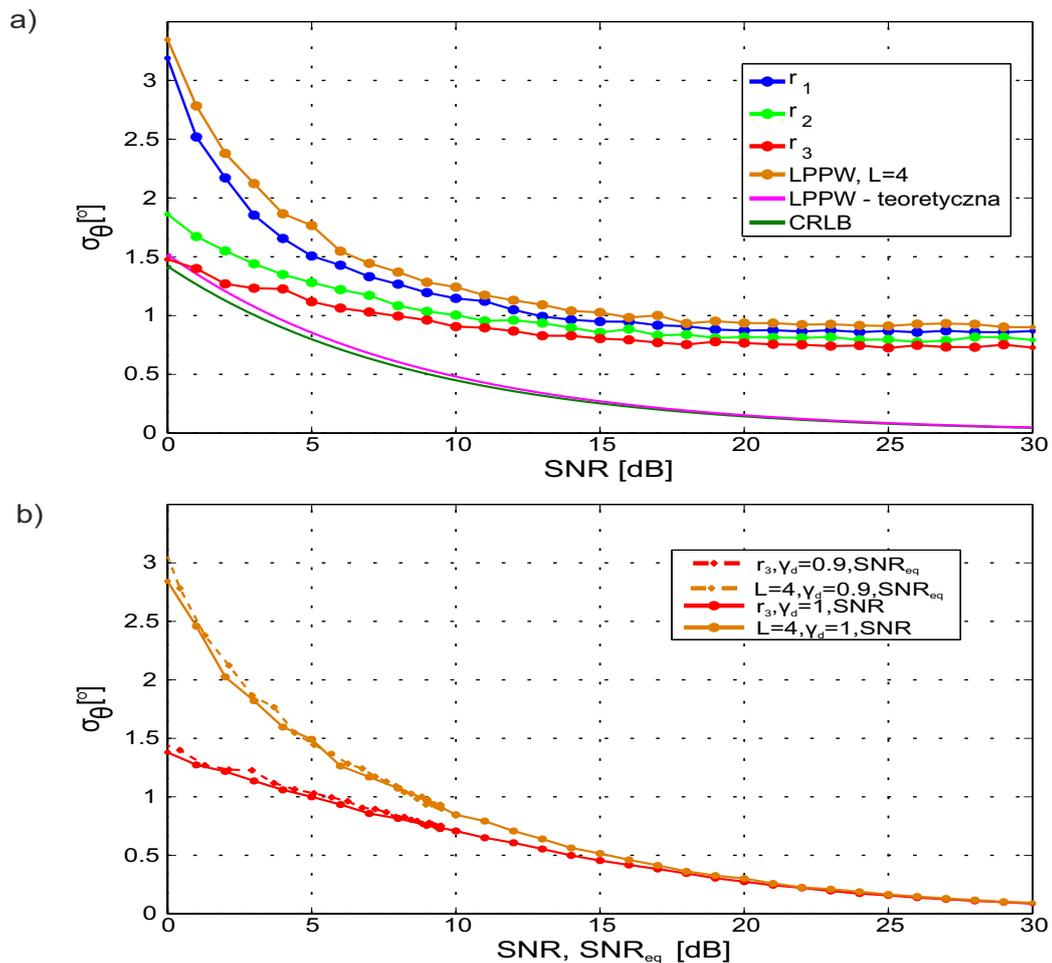 a)
3
2.5
2
1.5
1
0.5
0
σθ[º]
0 5 10 15 20 25 30
SNR [dB]
r 1
r 2
r 3
LPPW, L=4
LPPW - teoretyczna
CRLB
b)
3
2.5
2
1.5
1
0.5
0
σθ[º]
0 5 10 15 20 25 30
SNR, SNReq [dB]
r3,γd=0.9,SNReq
L=4,γd=0.9,SNReq
r3,γd=1,SNR
L=4,γd=1,SNR